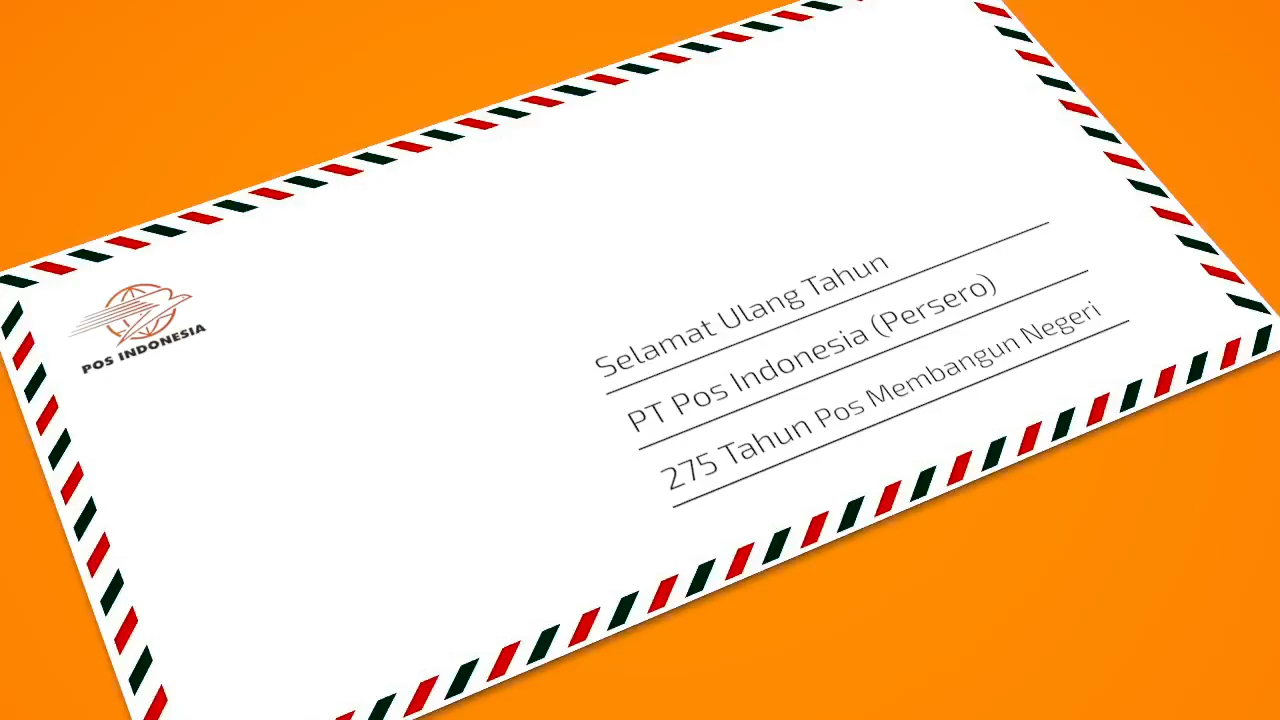 POS INDONESIA
Selamat Ulang Tahun
PT Pos Indonesia (Persero)
275 Tahun Pos Membangun Negeri